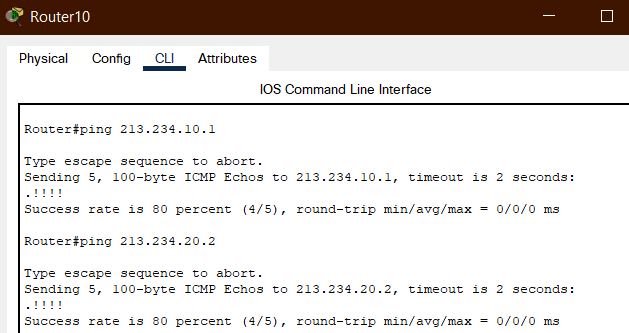 Router10
Physical Config CLI Attributes
IOS Command Line Interface
Router#ping 213.234.10.1
Type escape sequence to abort.
Sending 5, 100-byte ICMP Echos to 213.234.10.1, timeout is 2 seconds:
.!!!!
Success rate is 80 percent (4/5), round-trip min/avg/max = 0/0/0 ms
Router#ping 213.234.20.2
Type escape sequence to abort.
Sending 5, 100-byte ICMP Echos to 213.234.20.2, timeout is 2 seconds:
.!!!!
Success rate is 80 percent (4/5), round-trip min/avg/max = 0/0/0 ms